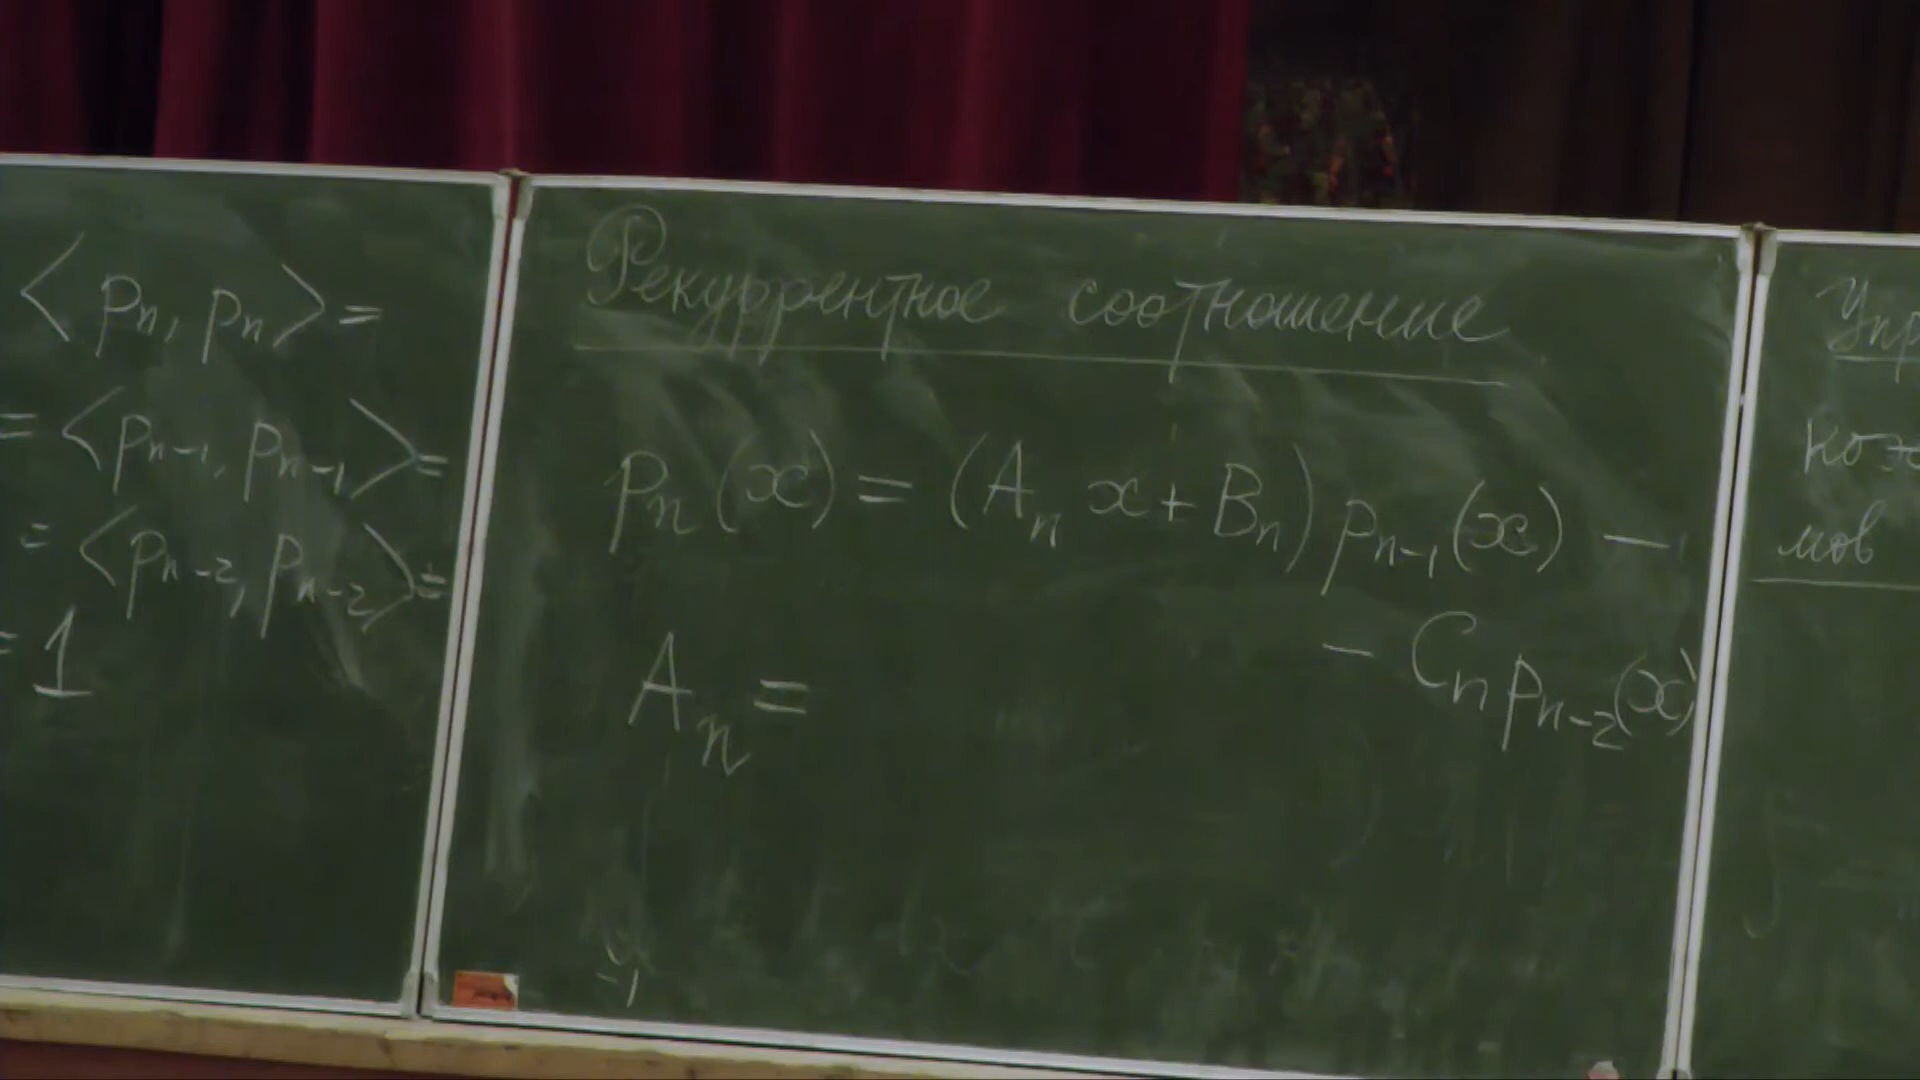 ⟨pₙ, pₙ⟩ =
= ⟨pₙ₋₁, pₙ₋₁⟩ =
= ⟨pₙ₋₂, pₙ₋₂⟩ =
= 1
Рекуррентное соотношение
pₙ(x) = (Aₙ x + Bₙ) pₙ₋₁(x) −
− Cₙ pₙ₋₂(x)
Aₙ =
Упр
мов